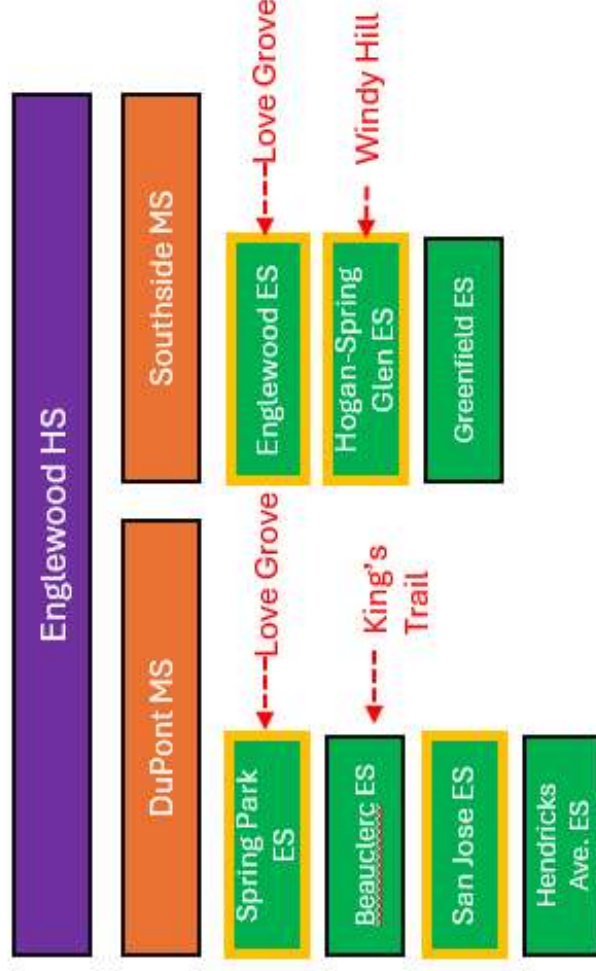 Englewood HS
DuPont MS
Southside MS
Spring Park
ES
Love Grove
Englewood ES
Love Grove
Beauclerc ES
King's
Trail
Hogan-Spring
Glen ES
Windy Hill
San Jose ES
Greenfield ES
Hendricks
Ave. ES